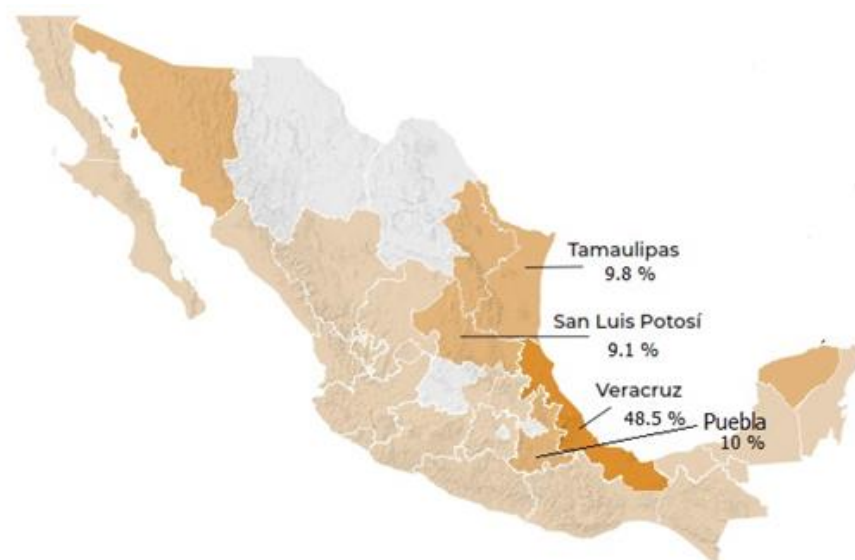 Tamaulipas
9.8 %
San Luis Potosí
9.1 %
Veracruz
48.5 %
Puebla
10 %